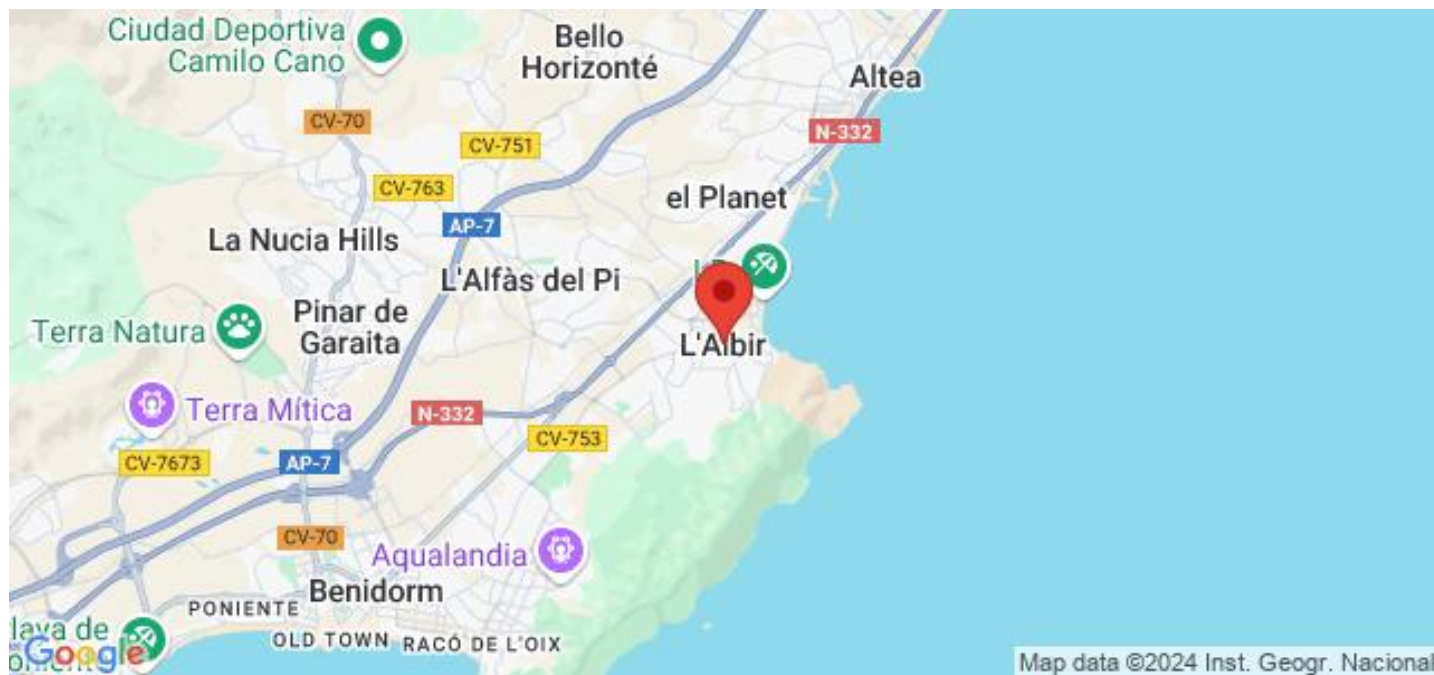 Ciudad Deportiva
Camilo Cano
Bello
Horizonté
Altea
CV-70
N-332
CV-751
CV-763
el Planet
AP-7
La Nucia Hills
L'Alfàs del Pi
Pinar de
Garaita
Terra Natura
L'Albir
Terra Mítica
N-332
CV-753
CV-7673
AP-7
CV-70
Aqualandia
Benidorm
PONIENTE
OLD TOWN
RACÓ DE L'OIX
de
Google
Map data ©2024 Inst. Geogr. Nacional